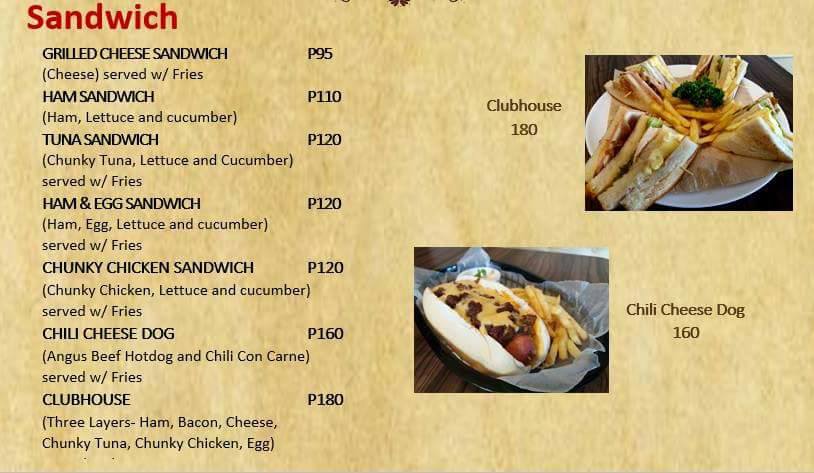 Sandwich
GRILLED CHEESE SANDWICH P95
(Cheese) served w/ Fries
HAM SANDWICH P110
(Ham, Lettuce and cucumber)
TUNA SANDWICH P120
(Chunky Tuna, Lettuce and Cucumber)
served w/ Fries
HAM & EGG SANDWICH P120
(Ham, Egg, Lettuce and cucumber)
served w/ Fries
CHUNKY CHICKEN SANDWICH P120
(Chunky Chicken, Lettuce and cucumber)
served w/ Fries
CHILI CHEESE DOG P160
(Angus Beef Hotdog and Chili Con Carne)
served w/ Fries
CLUBHOUSE P180
(Three Layers- Ham, Bacon, Cheese,
Chunky Tuna, Chunky Chicken, Egg)
Clubhouse
180
Chili Cheese Dog
160